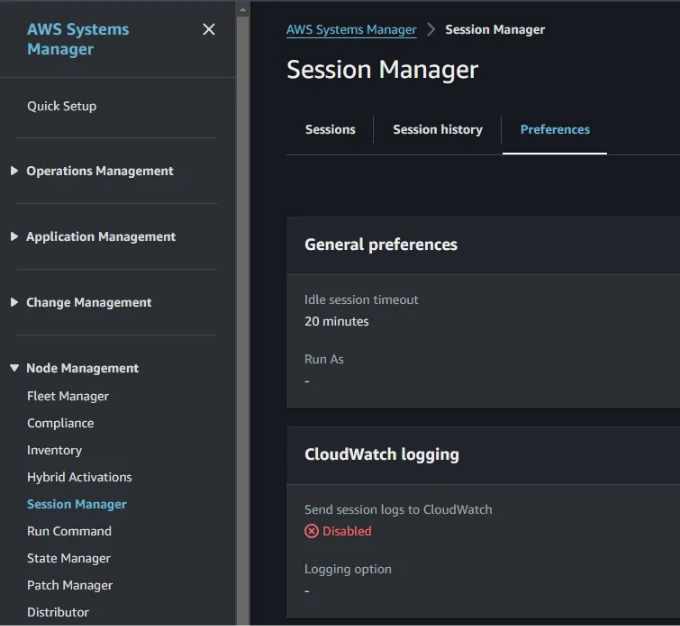 AWS Systems
Manager
Quick Setup
Operations Management
Application Management
Change Management
Node Management
Fleet Manager
Compliance
Inventory
Hybrid Activations
Session Manager
Run Command
State Manager
Patch Manager
Distributor
AWS Systems Manager > Session Manager
Session Manager
Sessions Session history Preferences
General preferences
Idle session timeout
20 minutes
Run As
-
CloudWatch logging
Send session logs to CloudWatch
Disabled
Logging option
-